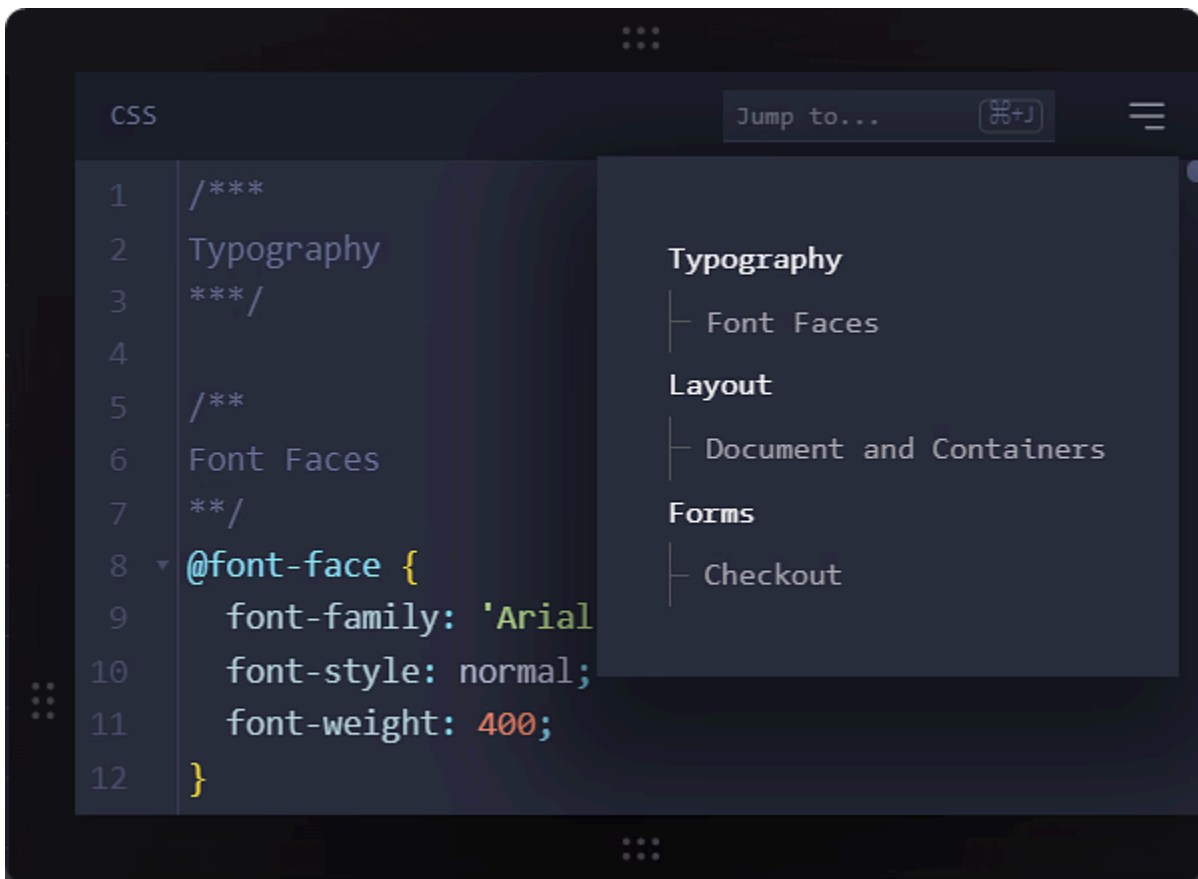 CSS
Jump to... ⌘+J
1 /***
2 Typography
3 ***/
4
5 /**
6 Font Faces
7 **/
8 @font-face {
9 font-family: 'Arial
10 font-style: normal;
11 font-weight: 400;
12 }
Typography
Font Faces
Layout
Document and Containers
Forms
Checkout